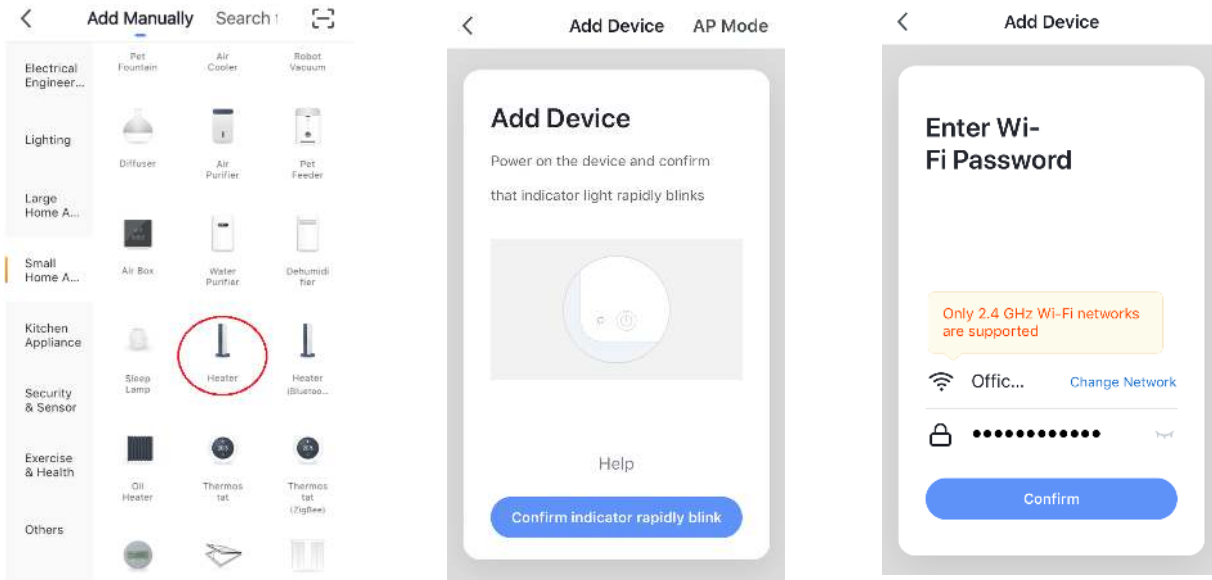 Add Manually
Search
Electrical
Engineer...
Lighting
Large
Home A...
Small
Home A...
Kitchen
Appliance
Security
& Sensor
Exercise
& Health
Others
Pet
Fountain
Air
Cooler
Robot
Vacuum
Diffuser
Air
Purifier
Pet
Feeder
Air Box
Water
Purifier
Dehumidi
fier
Sleep
Lamp
Heater
Heater
(Bluetoo...
Oil
Heater
Thermos
tat
Thermos
tat
(ZigBee)
Add Device
AP Mode
Add Device
Power on the device and confirm
that indicator light rapidly blinks
Help
Confirm indicator rapidly blink
Add Device
Enter Wi-
Fi Password
Only 2.4 GHz Wi-Fi networks
are supported
Offic...
Change Network
Confirm